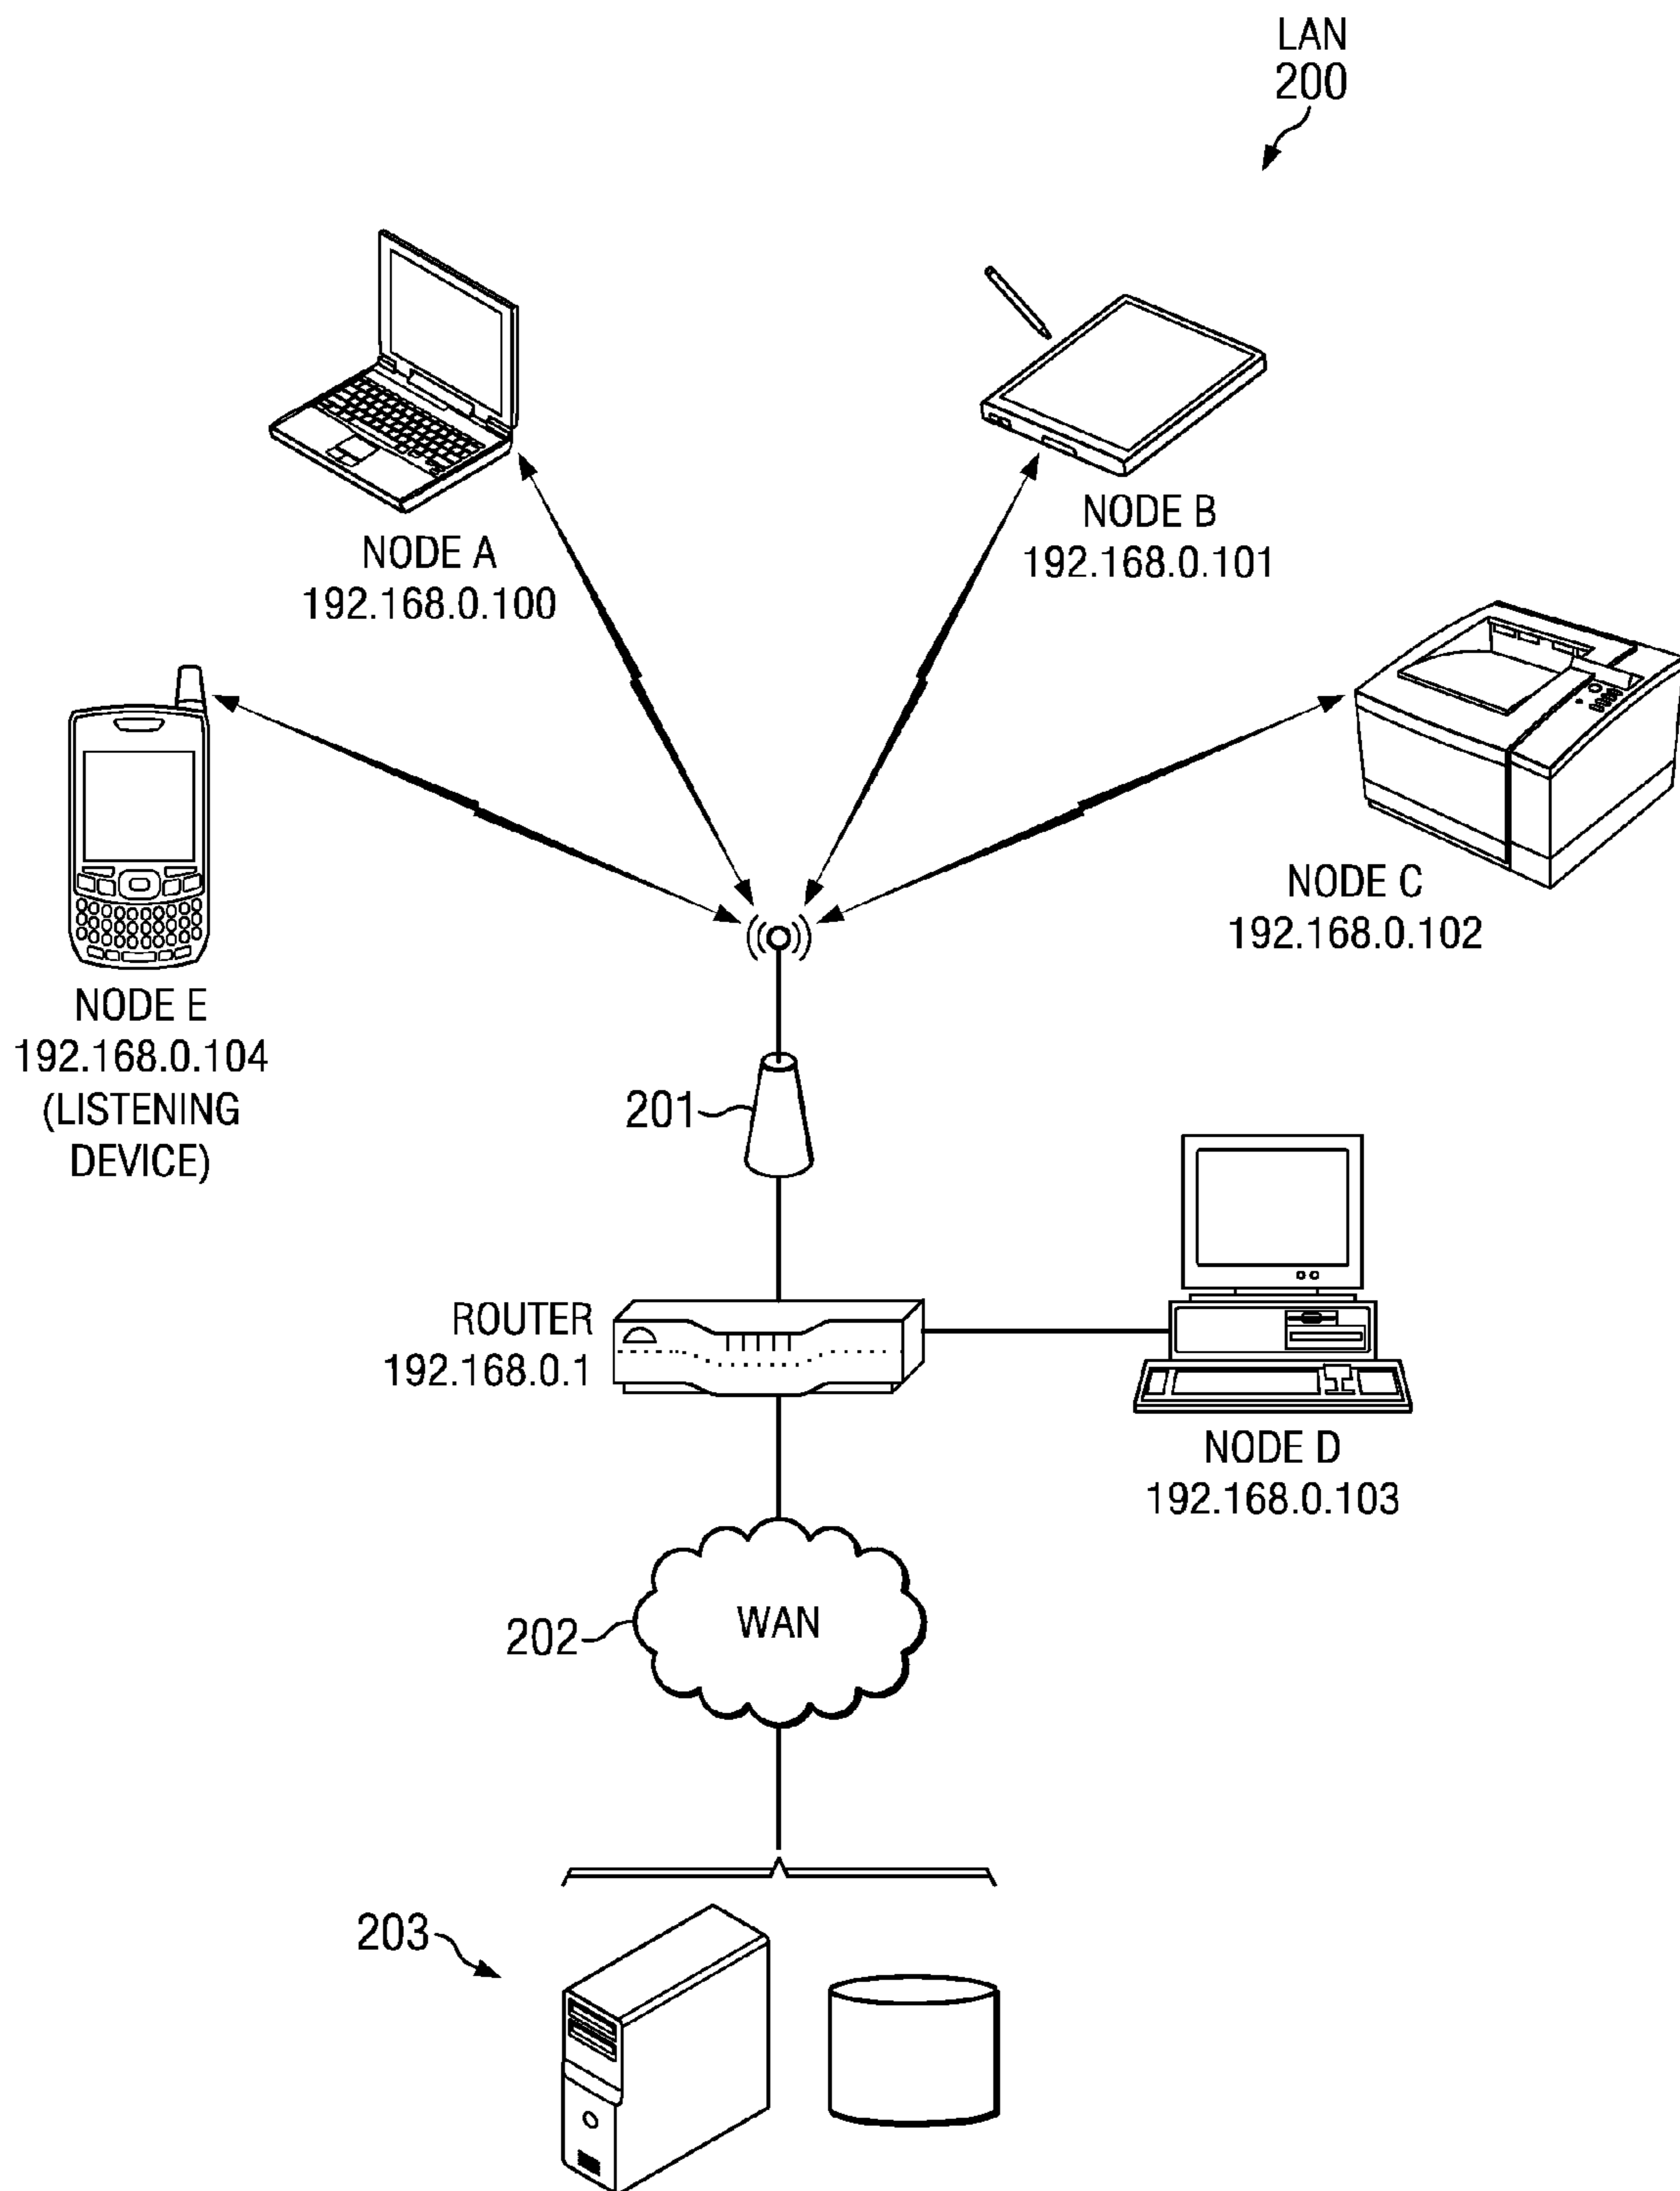 LAN
200
NODE A
192.168.0.100
NODE B
192.168.0.101
NODE C
192.168.0.102
NODE E
192.168.0.104
(LISTENING
DEVICE)
201
ROUTER
192.168.0.1
NODE D
192.168.0.103
202
WAN
203